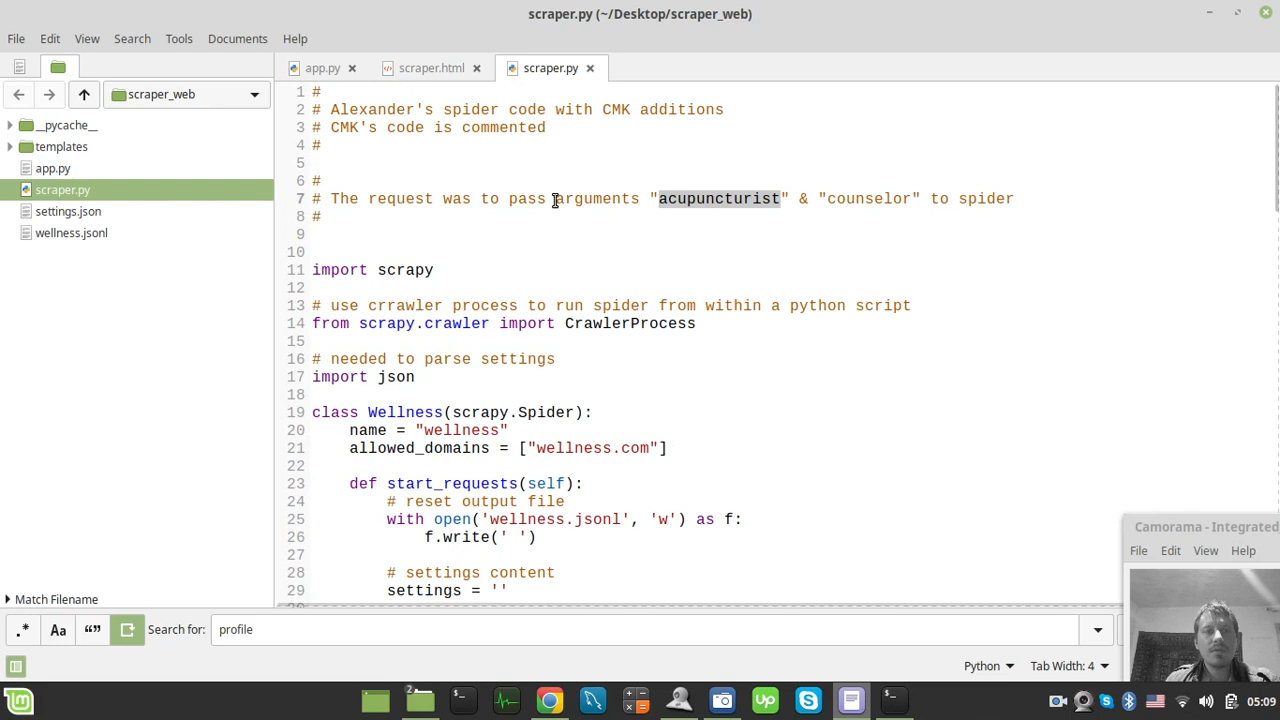 scraper.py (~/Desktop/scraper_web)
File Edit View Search Tools Documents Help
app.py scraper.html scraper.py
scraper_web
__pycache__
templates
app.py
scraper.py
settings.json
wellness.jsonl
Match Filename
1 #
2 # Alexander's spider code with CMK additions
3 # CMK's code is commented
4 #
5
6 #
7 # The request was to pass arguments "acupuncturist" & "counselor" to spider
8 #
9
10
11 import scrapy
12
13 # use crrawler process to run spider from within a python script
14 from scrapy.crawler import CrawlerProcess
15
16 # needed to parse settings
17 import json
18
19 class Wellness(scrapy.Spider):
20 name = "wellness"
21 allowed_domains = ["wellness.com"]
22
23 def start_requests(self):
24 # reset output file
25 with open('wellness.jsonl', 'w') as f:
26 f.write(' ')
27
28 # settings content
29 settings = ''
Camorama - Integrated
File Edit View Help
.* Aa “” Search for: profile
Python Tab Width: 4
2 Up 05:09